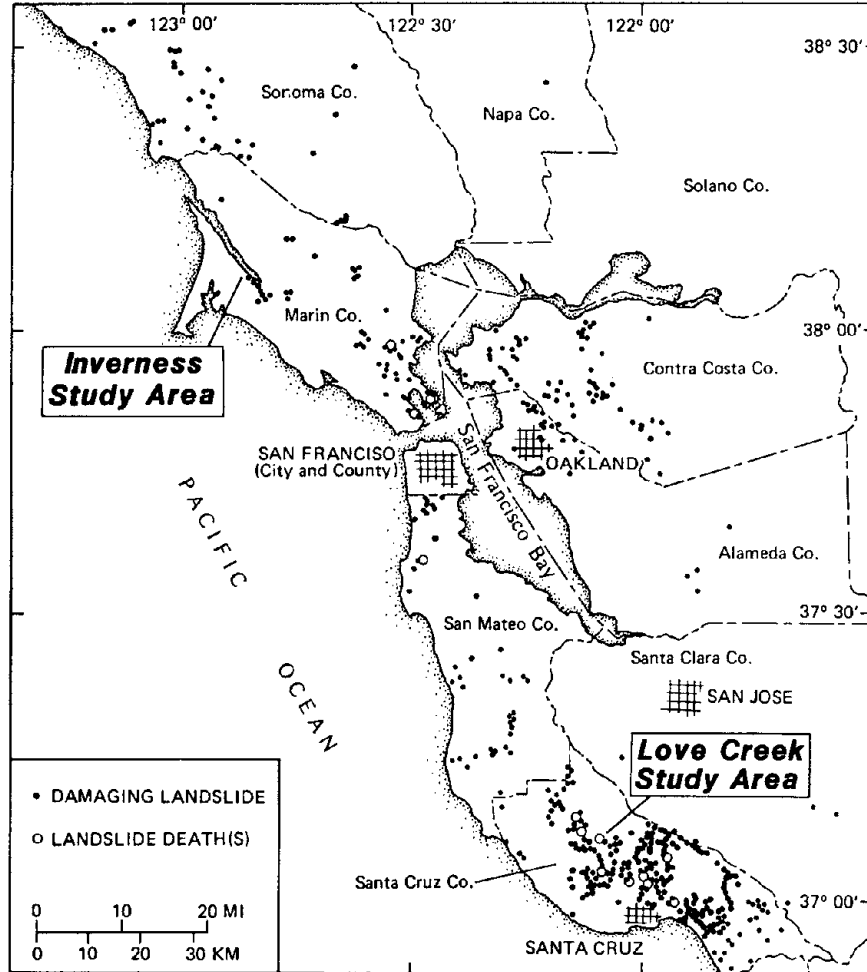 123° 00'
122° 30'
122° 00'
38° 30'
Sonoma Co.
Napa Co.
Solano Co.
Marin Co.
38° 00'
Inverness
Study Area
Contra Costa Co.
SAN FRANCISO
(City and County)
OAKLAND
San Francisco Bay
PACIFIC
OCEAN
Alameda Co.
37° 30'
San Mateo Co.
Santa Clara Co.
SAN JOSE
Love Creek
Study Area
DAMAGING LANDSLIDE
LANDSLIDE DEATH(S)
Santa Cruz Co.
37° 00'
0 10 20 MI
0 10 20 30 KM
SANTA CRUZ